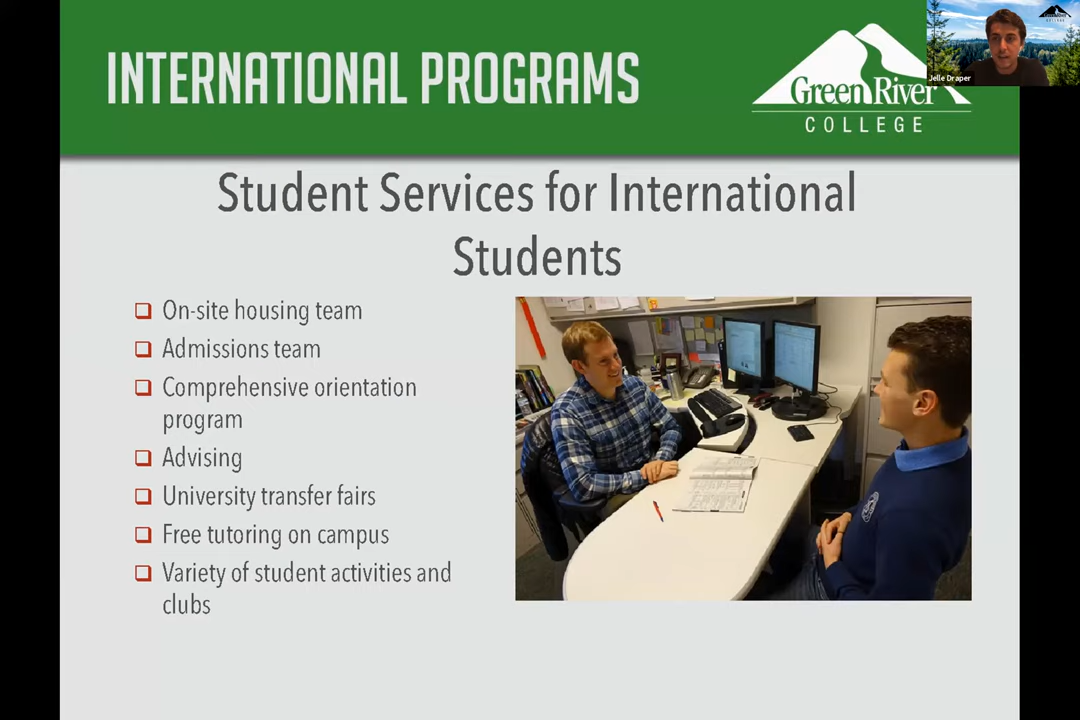 INTERNATIONAL PROGRAMS
Green River
COLLEGE
Jelle Draper
Student Services for International
Students
On-site housing team
Admissions team
Comprehensive orientation
program
Advising
University transfer fairs
Free tutoring on campus
Variety of student activities and
clubs